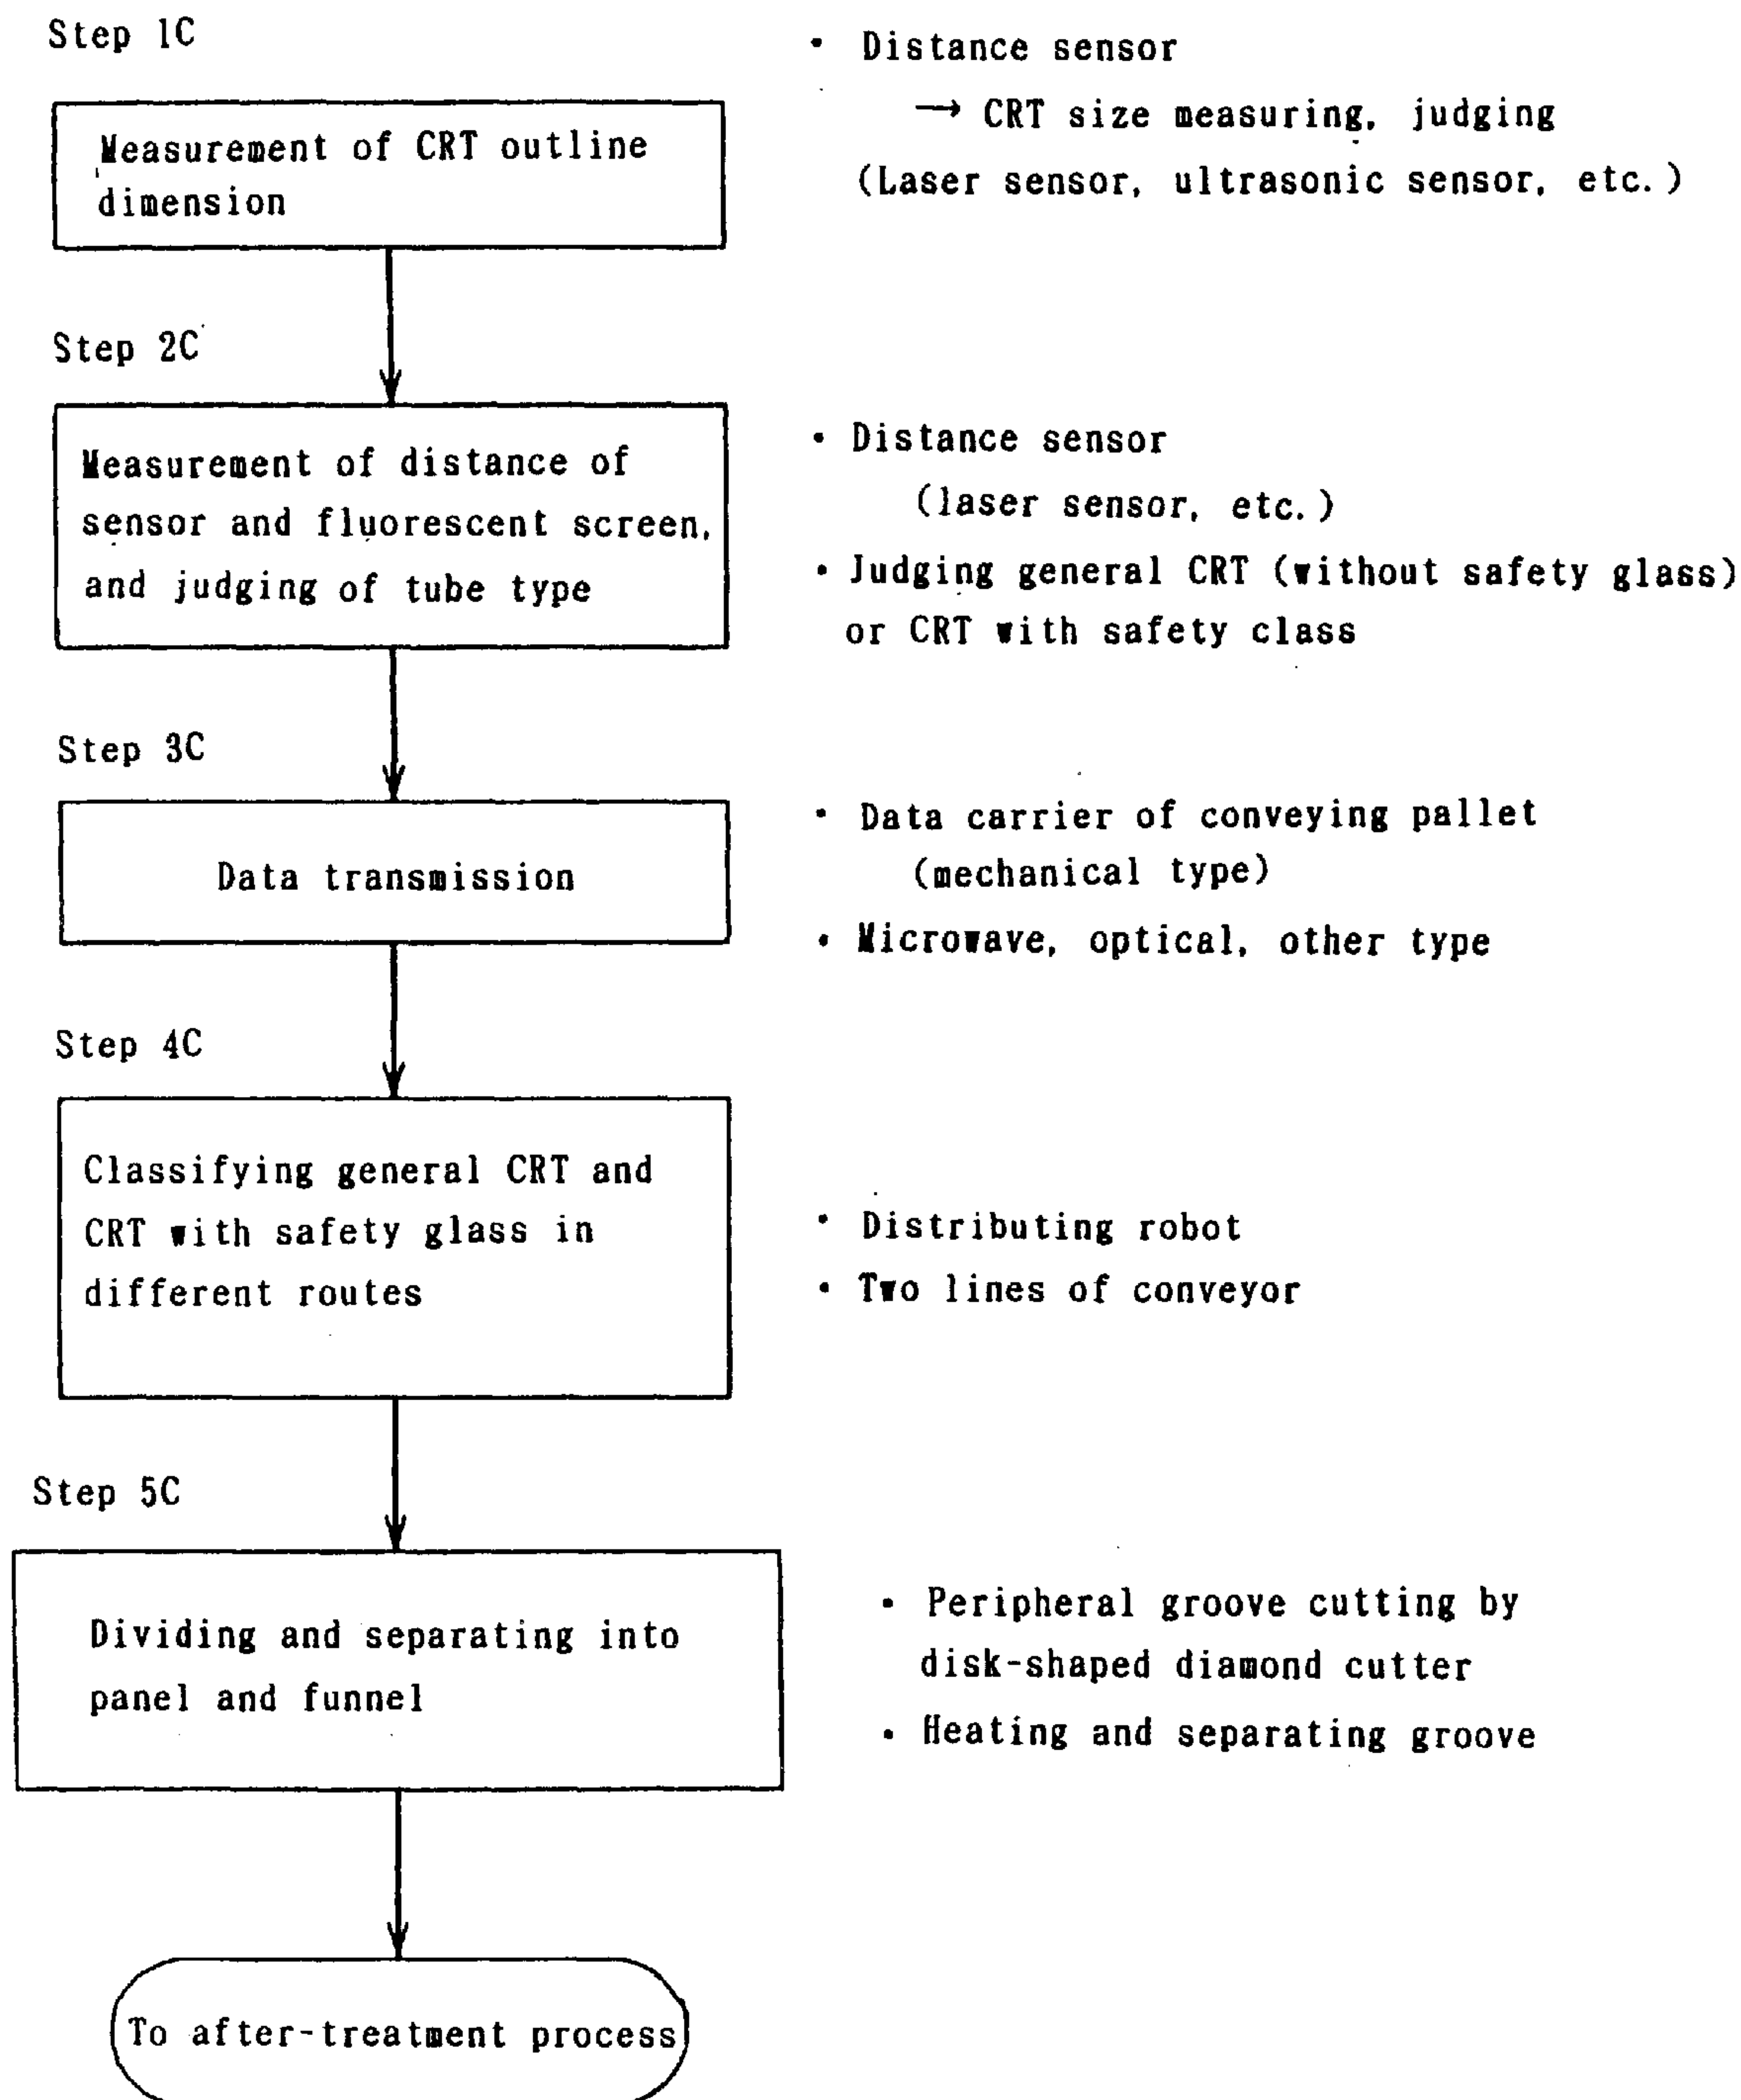 Step 1C
Measurement of CRT outline
dimension
• Distance sensor
→ CRT size measuring, judging
(Laser sensor, ultrasonic sensor, etc.)
Step 2C
Measurement of distance of
sensor and fluorescent screen,
and judging of tube type
• Distance sensor
(laser sensor, etc.)
• Judging general CRT (without safety glass)
or CRT with safety class
Step 3C
Data transmission
• Data carrier of conveying pallet
(mechanical type)
• Microwave, optical, other type
Step 4C
Classifying general CRT and
CRT with safety glass in
different routes
• Distributing robot
• Two lines of conveyor
Step 5C
Dividing and separating into
panel and funnel
• Peripheral groove cutting by
disk-shaped diamond cutter
• Heating and separating groove
To after-treatment process